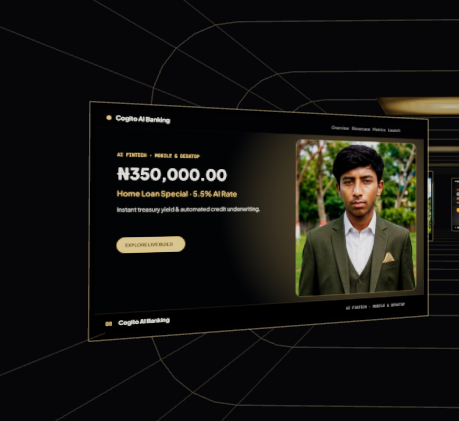 Cogito AI Banking
Overview Showcase Metrics Launch
AI FINTECH · MOBILE & DESKTOP
₦350,000.00
Home Loan Special · 5.5% AI Rate
Instant treasury yield & automated credit underwriting.
EXPLORE LIVE BUILD
AI FINTECH · MOBILE & DESKTOP
Cogito AI Banking